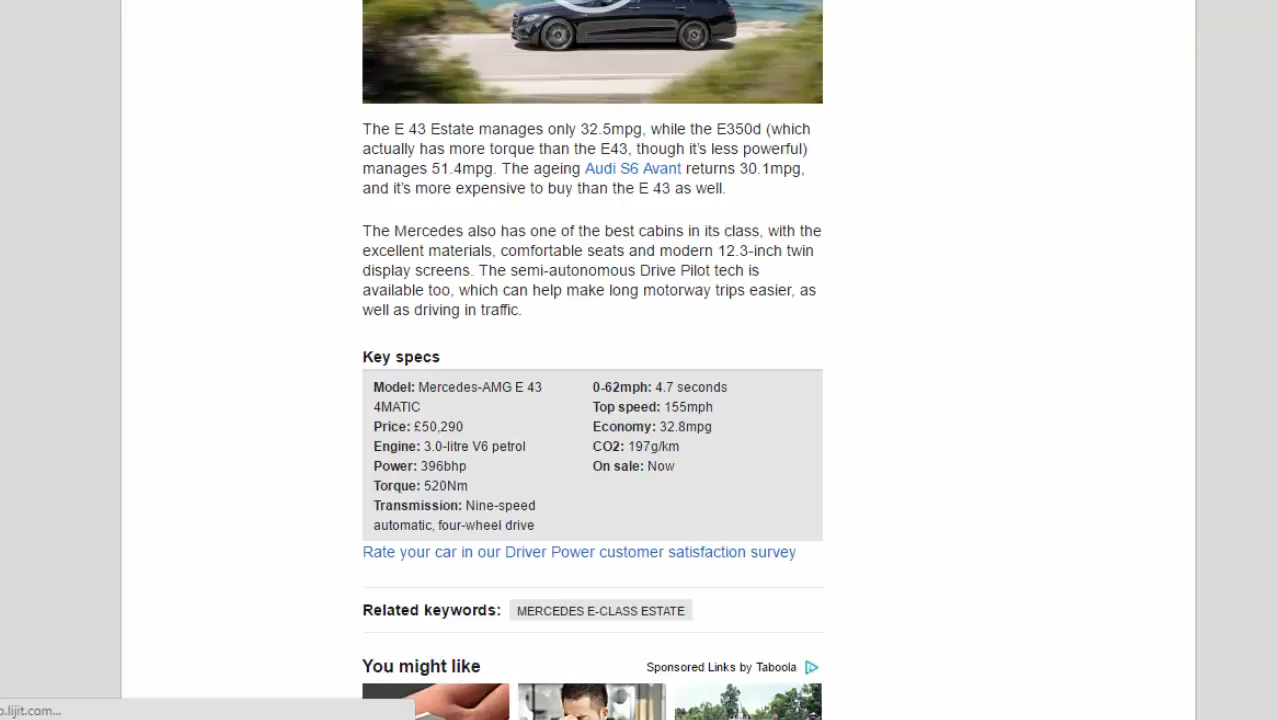 The E 43 Estate manages only 32.5mpg, while the E350d (which
actually has more torque than the E43, though it's less powerful)
manages 51.4mpg. The ageing Audi S6 Avant returns 30.1mpg,
and it's more expensive to buy than the E 43 as well.
The Mercedes also has one of the best cabins in its class, with the
excellent materials, comfortable seats and modern 12.3-inch twin
display screens. The semi-autonomous Drive Pilot tech is
available too, which can help make long motorway trips easier, as
well as driving in traffic.
Key specs
Model: Mercedes-AMG E 43
4MATIC
Price: £50,290
Engine: 3.0-litre V6 petrol
Power: 396bhp
Torque: 520Nm
Transmission: Nine-speed
automatic, four-wheel drive
0-62mph: 4.7 seconds
Top speed: 155mph
Economy: 32.8mpg
CO2: 197g/km
On sale: Now
Rate your car in our Driver Power customer satisfaction survey
Related keywords: MERCEDES E-CLASS ESTATE
You might like
Sponsored Links by Taboola
.lijit.com...